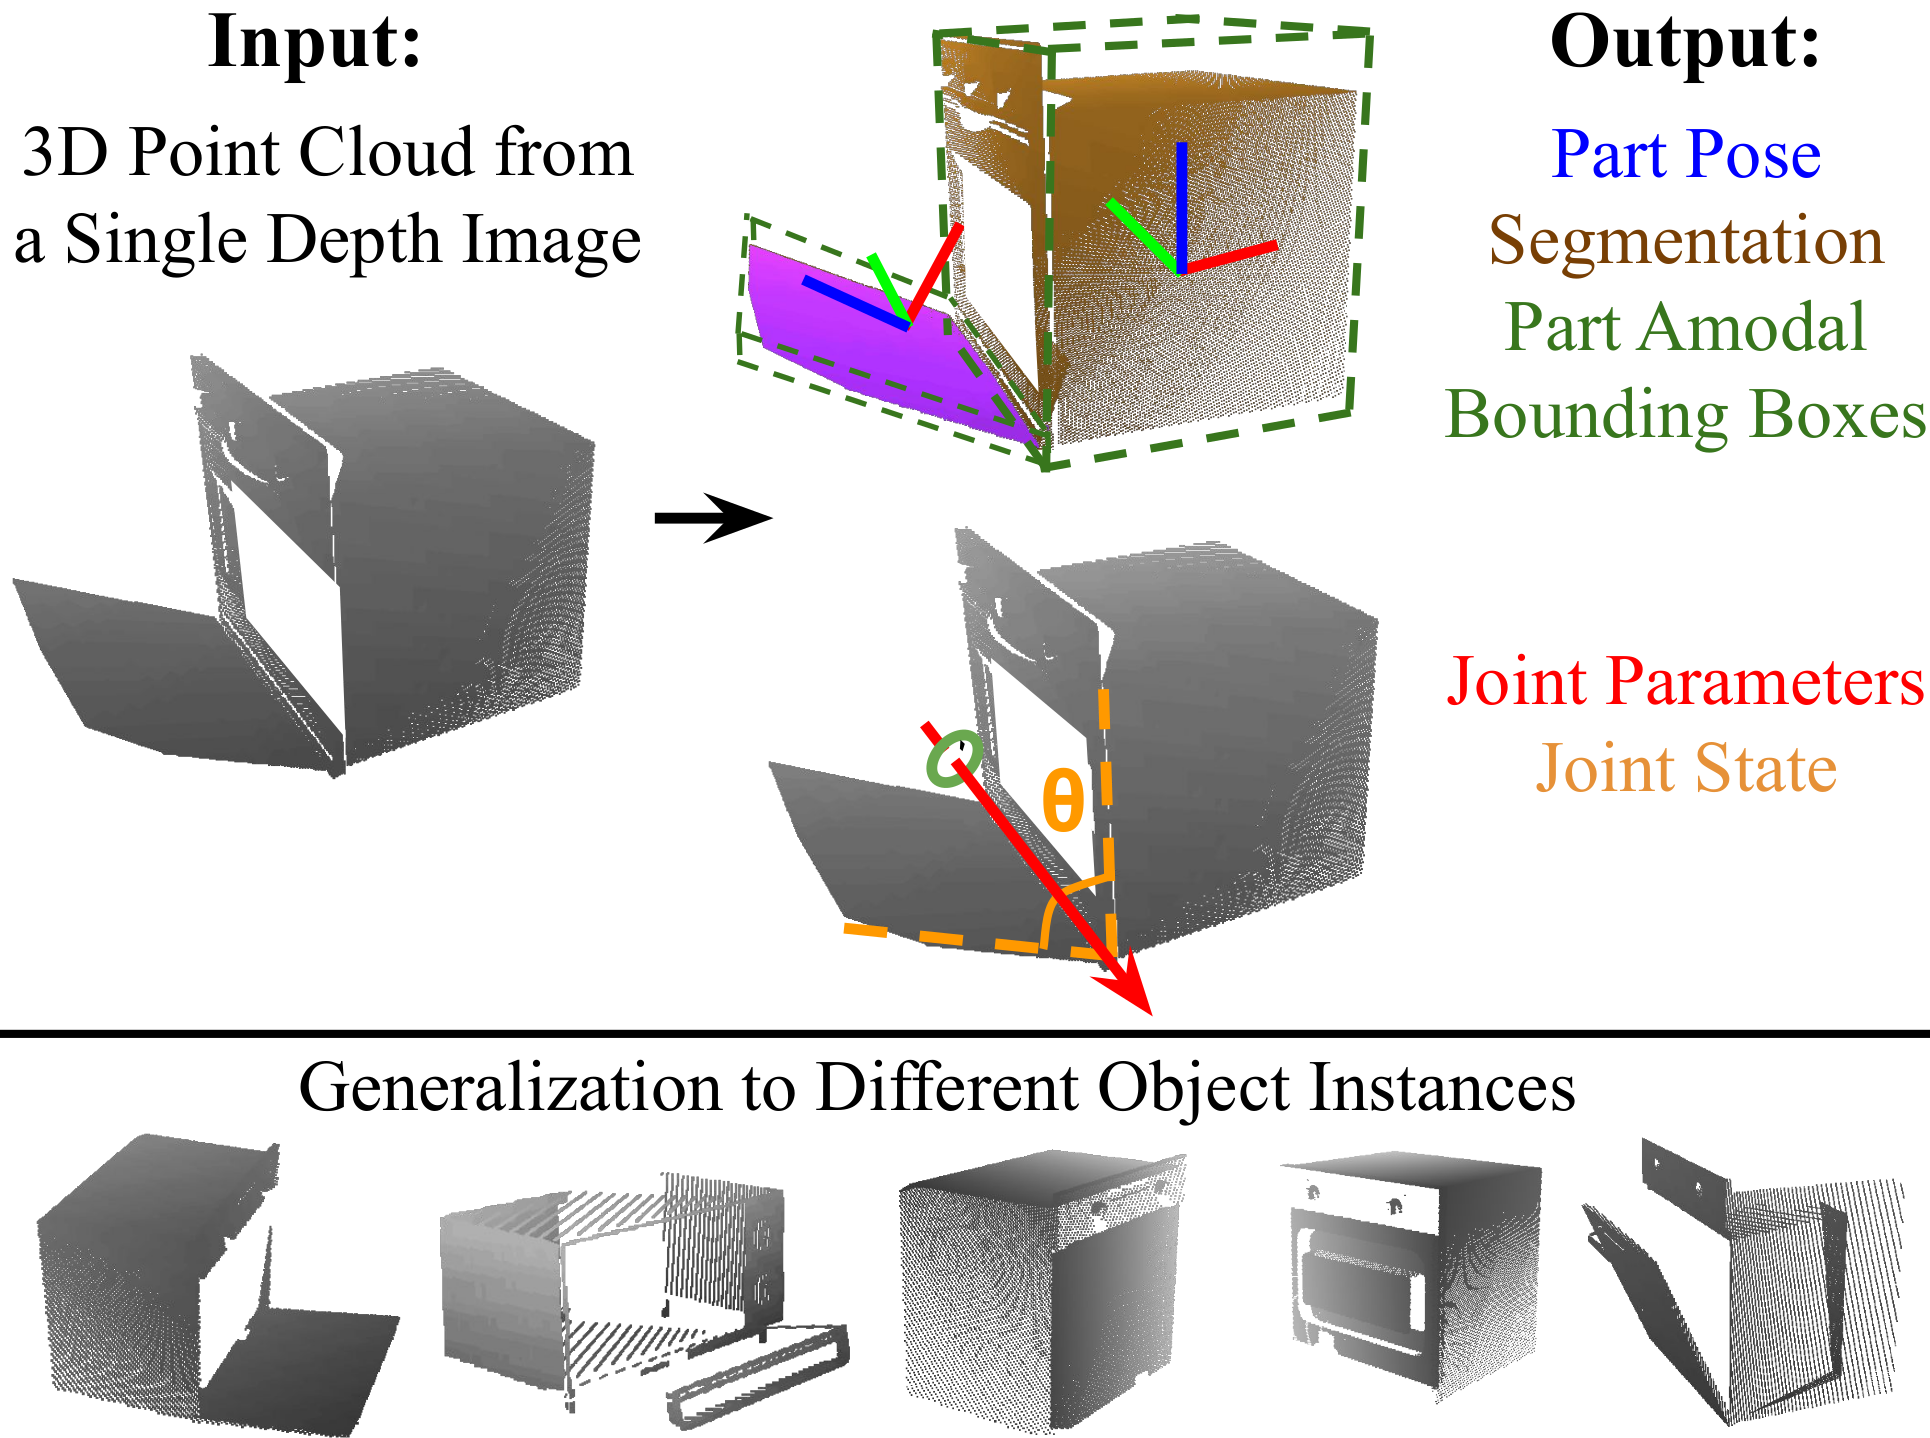 Input:
3D Point Cloud from
a Single Depth Image
Output:
Part Pose
Segmentation
Part Amodal
Bounding Boxes
θ
Joint Parameters
Joint State
Generalization to Different Object Instances